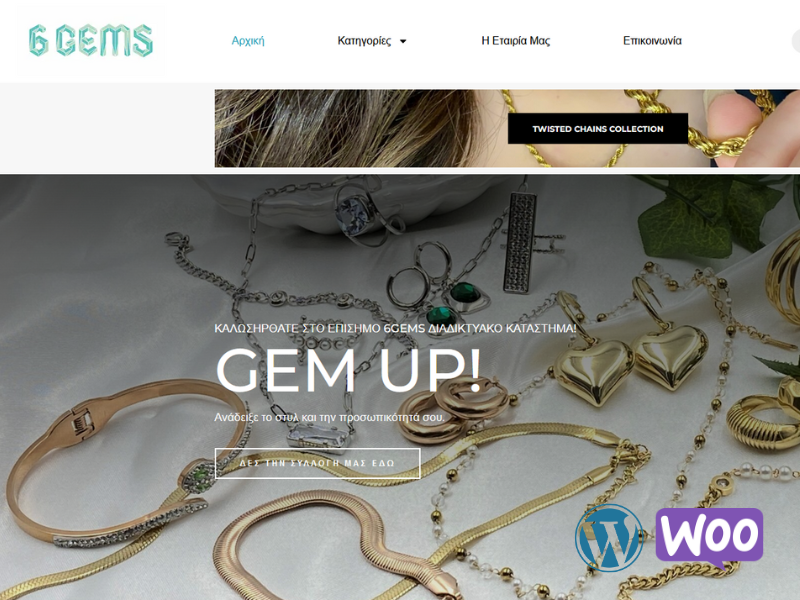 6 GEMS
Αρχική
Κατηγορίες
Η Εταιρία Μας
Επικοινωνία
TWISTED CHAINS COLLECTION
ΚΑΛΩΣΗΡΘΑΤΕ ΣΤΟ ΕΠΙΣΗΜΟ 6GEMS ΔΙΑΔΙΚΤΥΑΚΟ ΚΑΤΑΣΤΗΜΑ!
GEM UP!
Ανάδειξε το στυλ και την προσωπικότητά σου.
ΔΕΣ ΤΗΝ ΣΥΛΛΟΓΗ ΜΑΣ ΕΔΩ
W
WOO